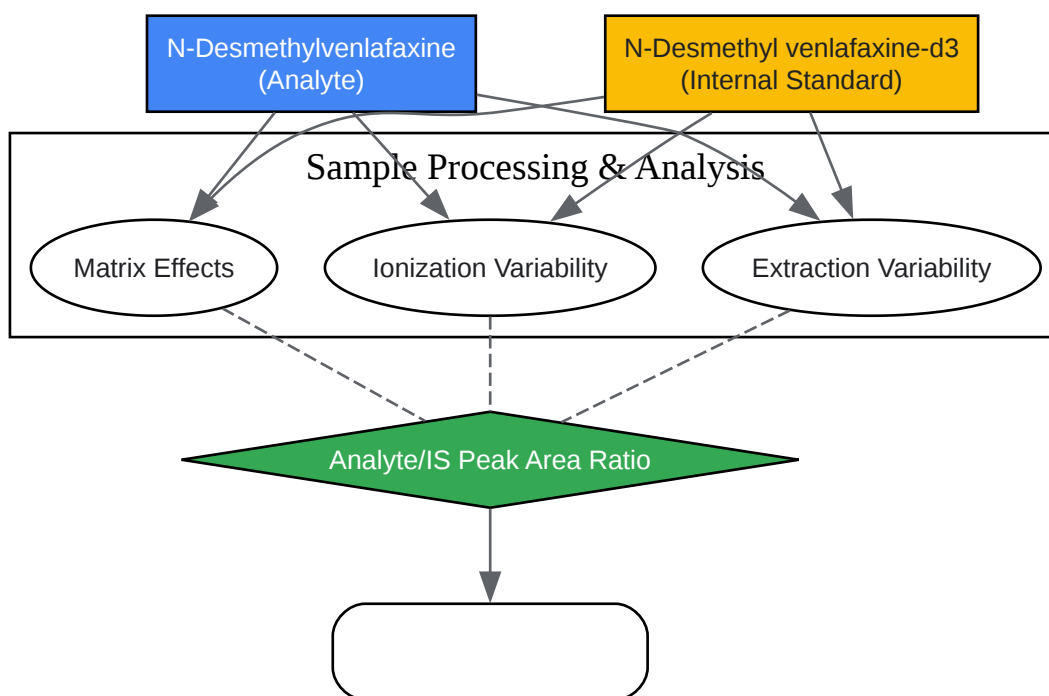 N-Desmethylvenlafaxine
(Analyte)
N-Desmethyl venlafaxine-d3
(Internal Standard)
Sample Processing & Analysis
Matrix Effects
Ionization Variability
Extraction Variability
Analyte/IS Peak Area Ratio